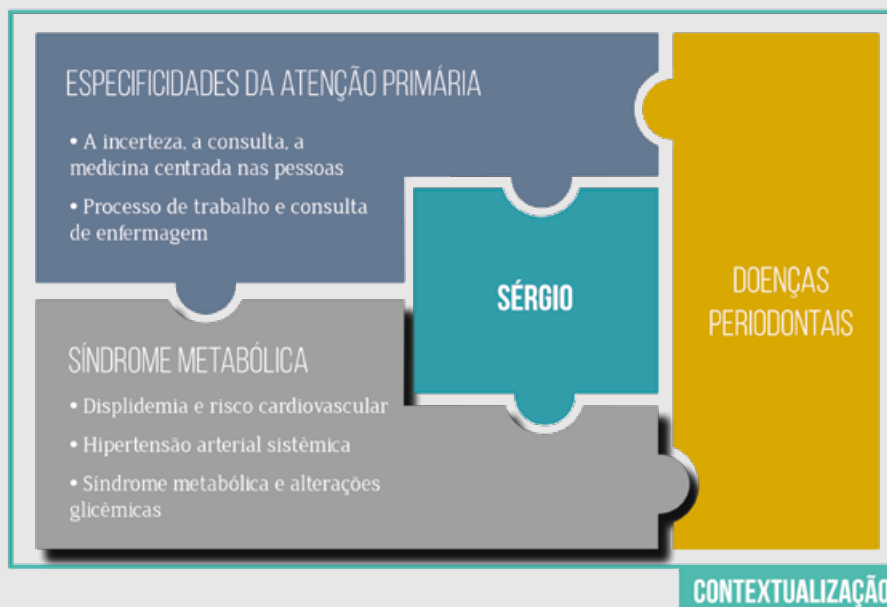 ESPECIFICIDADES DA ATENÇÃO PRIMÁRIA
• A incerteza, a consulta, a
medicina centrada nas pessoas
• Processo de trabalho e consulta
de enfermagem
SÉRGIO
DOENÇAS
PERIODONTAIS
SÍNDROME METABÓLICA
• Displidemia e risco cardiovascular
• Hipertensão arterial sistêmica
• Síndrome metabólica e alterações
glicêmicas
CONTEXTUALIZAÇÃO